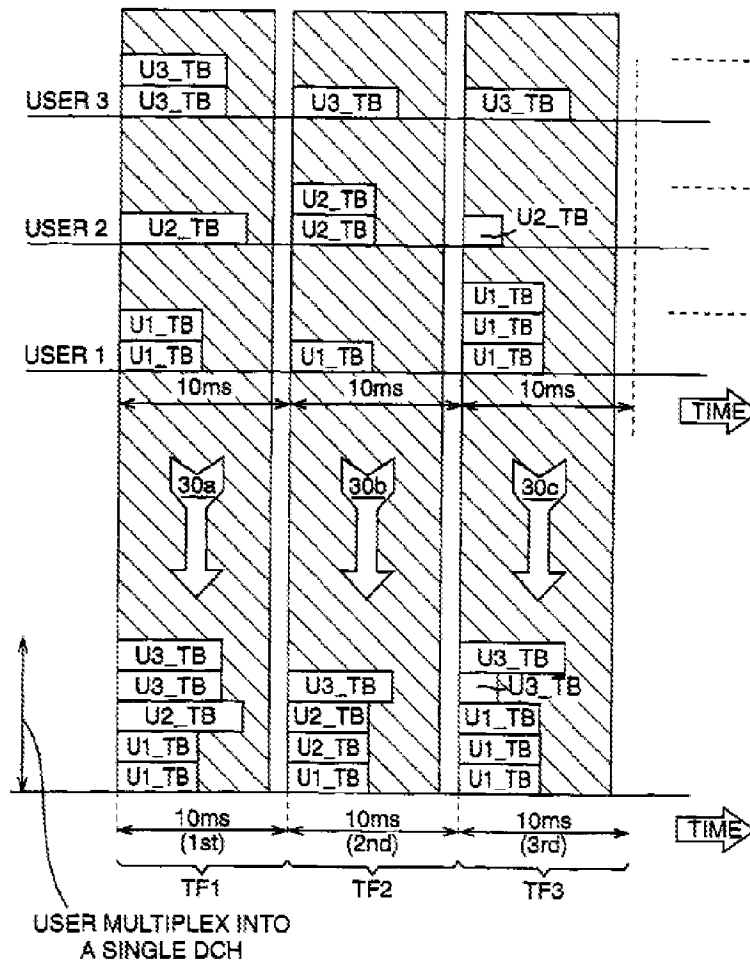 U3_TB
USER 3 U3_TB U3_TB U3_TB
U2_TB
USER 2 U2_TB U2_TB U2_TB
U1_TB
U1_TB U1_TB
USER 1 U1_TB U1_TB U1_TB
10ms 10ms 10ms
TIME
30a 30b 30c
U3_TB U3_TB
U3_TB U3_TB U3_TB
U2_TB U2_TB U1_TB
U1_TB U2_TB U1_TB
U1_TB U1_TB U1_TB
10ms 10ms 10ms
(1st) (2nd) (3rd)
TIME
TF1 TF2 TF3
USER MULTIPLEX INTO
A SINGLE DCH